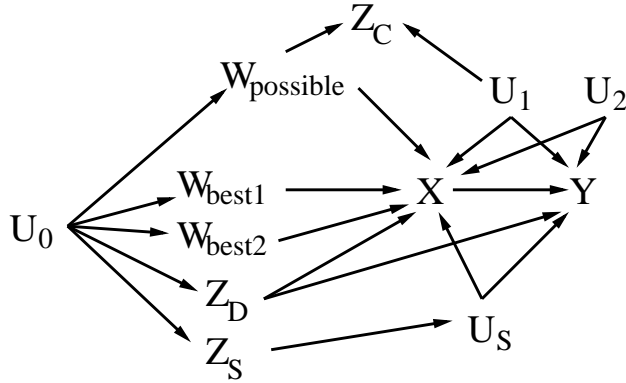 Z_C
W_possible
U_1 U_2
W_best1 X Y
U_0 W_best2
Z_D
Z_S U_S